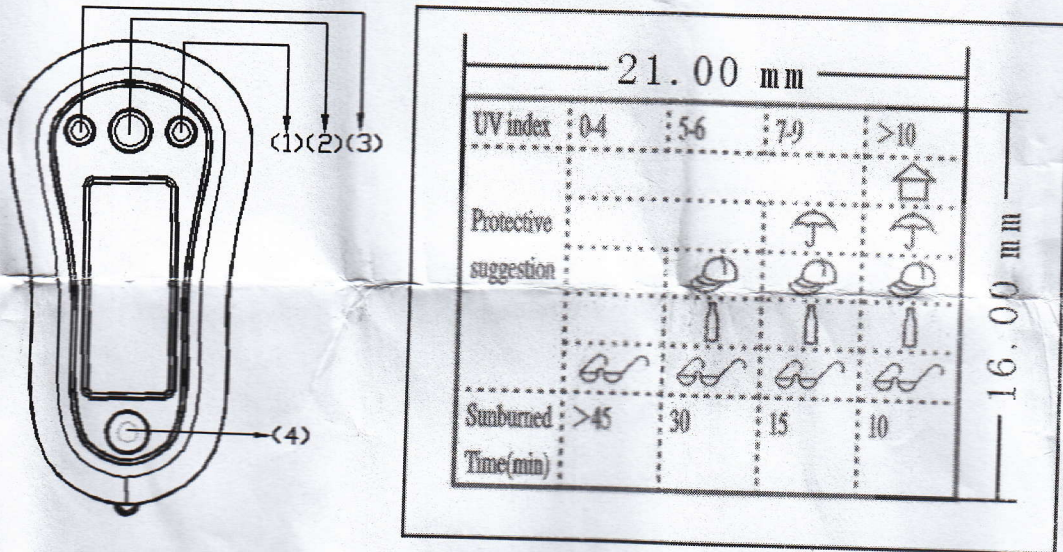 (1)(2)(3)
(4)
21.00 mm
UV index 0-4 5-6 7-9 >10
Protective
suggestion
Sunburned >45 30 15 10
Time(min)
16.00 mm